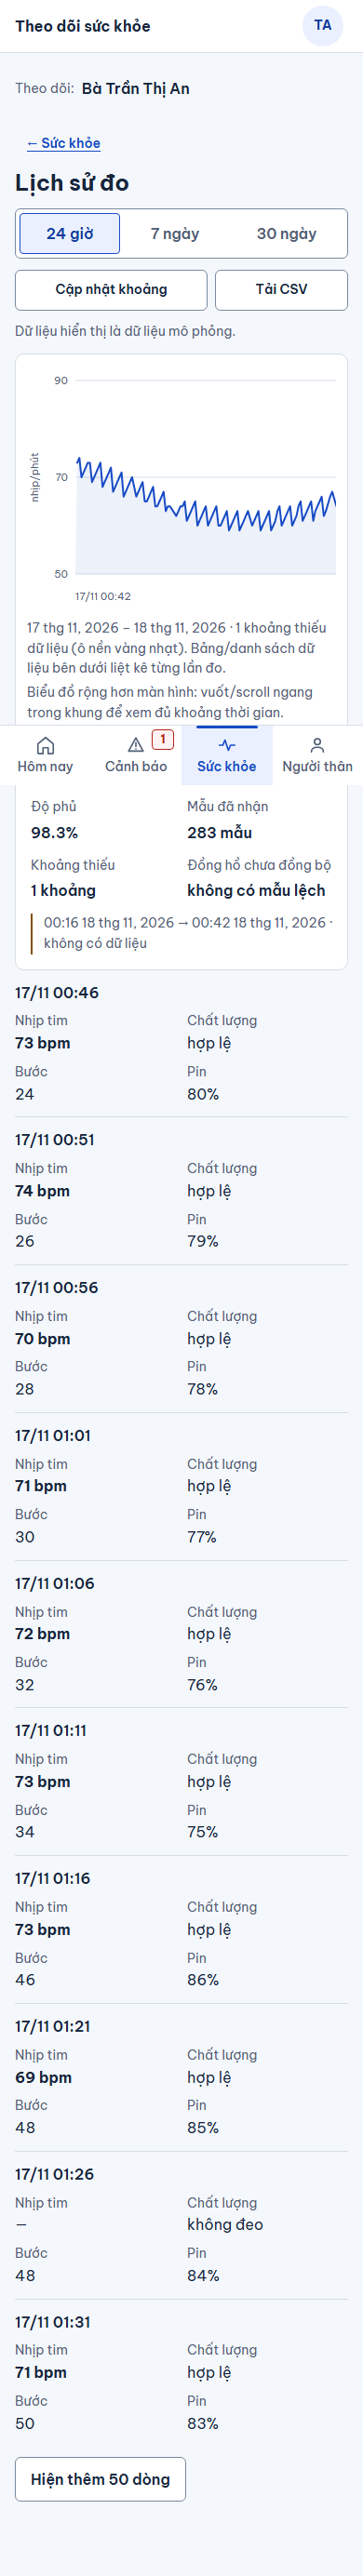 Theo dõi sức khỏe
TA
Theo dõi: Bà Trần Thị An
← Sức khỏe
Lịch sử đo
24 giờ
7 ngày
30 ngày
Cập nhật khoảng
Tải CSV
Dữ liệu hiển thị là dữ liệu mô phỏng.
90
70
50
nhịp/phút
17/11 00:42
17 thg 11, 2026 – 18 thg 11, 2026 · 1 khoảng thiếu
dữ liệu (ô nền vàng nhạt). Bảng/danh sách dữ
liệu bên dưới liệt kê từng lần đo.
Biểu đồ rộng hơn màn hình: vuốt/scroll ngang
trong khung để xem đủ khoảng thời gian.
Hôm nay
Cảnh báo
1
Sức khỏe
Người thân
Độ phủ
Mẫu đã nhận
98.3%
283 mẫu
Khoảng thiếu
Đồng hồ chưa đồng bộ
1 khoảng
không có mẫu lệch
00:16 18 thg 11, 2026 → 00:42 18 thg 11, 2026 ·
không có dữ liệu
17/11 00:46
Nhịp tim
Chất lượng
73 bpm
hợp lệ
Bước
Pin
24
80%
17/11 00:51
Nhịp tim
Chất lượng
74 bpm
hợp lệ
Bước
Pin
26
79%
17/11 00:56
Nhịp tim
Chất lượng
70 bpm
hợp lệ
Bước
Pin
28
78%
17/11 01:01
Nhịp tim
Chất lượng
71 bpm
hợp lệ
Bước
Pin
30
77%
17/11 01:06
Nhịp tim
Chất lượng
72 bpm
hợp lệ
Bước
Pin
32
76%
17/11 01:11
Nhịp tim
Chất lượng
73 bpm
hợp lệ
Bước
Pin
34
75%
17/11 01:16
Nhịp tim
Chất lượng
73 bpm
hợp lệ
Bước
Pin
46
86%
17/11 01:21
Nhịp tim
Chất lượng
69 bpm
hợp lệ
Bước
Pin
48
85%
17/11 01:26
Nhịp tim
Chất lượng
—
không đeo
Bước
Pin
48
84%
17/11 01:31
Nhịp tim
Chất lượng
71 bpm
hợp lệ
Bước
Pin
50
83%
Hiện thêm 50 dòng